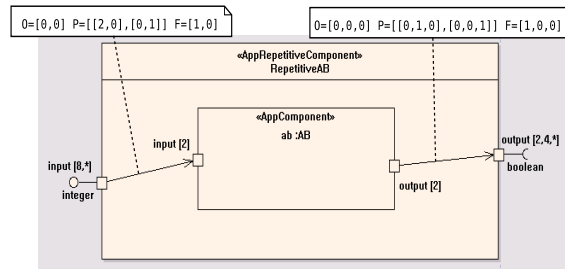 O=[0,0] P=[[2,0],[0,1]] F=[1,0]
O=[0,0,0] P=[[0,1,0],[0,0,1]] F=[1,0,0]
«AppRepetitiveComponent»
RepetitiveAB
«AppComponent»
ab :AB
input [2]
output [2,4,*]
input [8,*]
boolean
integer
output [2]